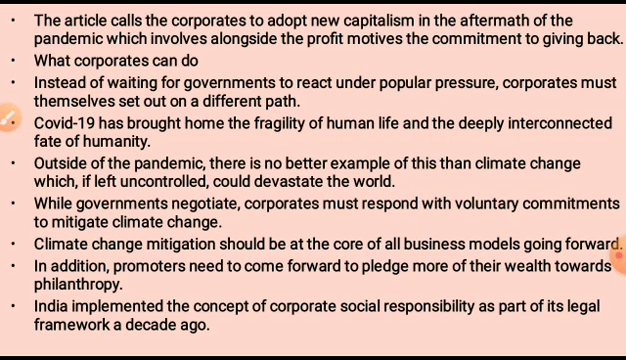 • The article calls the corporates to adopt new capitalism in the aftermath of the
pandemic which involves alongside the profit motives the commitment to giving back.
• What corporates can do
• Instead of waiting for governments to react under popular pressure, corporates must
themselves set out on a different path.
• Covid-19 has brought home the fragility of human life and the deeply interconnected
fate of humanity.
• Outside of the pandemic, there is no better example of this than climate change
which, if left uncontrolled, could devastate the world.
• While governments negotiate, corporates must respond with voluntary commitments
to mitigate climate change.
• Climate change mitigation should be at the core of all business models going forward.
• In addition, promoters need to come forward to pledge more of their wealth towards
philanthropy.
• India implemented the concept of corporate social responsibility as part of its legal
framework a decade ago.